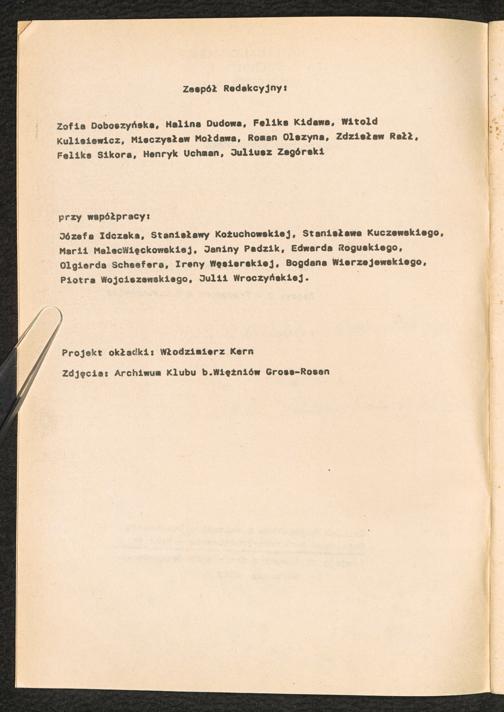 Zespół Redakcyjny:
Zofia Doboszyńska, Halina Dudowa, Feliks Kidawa, Witold
Kulisiewicz, Mieczysław Mołdawa, Roman Olszyna, Zdzisław Rałł,
Feliks Sikora, Henryk Uchman, Juliusz Zagórski
przy współpracy:
Józefa Idczaka, Stanisławy Kożuchowskiej, Stanisława Kuczewskiego,
Marii MalecWięckowskiej, Janiny Padzik, Edwarda Roguskiego,
Olgierda Schaefera, Ireny Węsierskiej, Bogdana Wierzejewskiego,
Piotra Wojciszewskiego, Julii Wroczyńskiej.
Projekt okładki: Włodzimierz Kern
Zdjęcia: Archiwum Klubu b.Więźniów Gross-Rosen